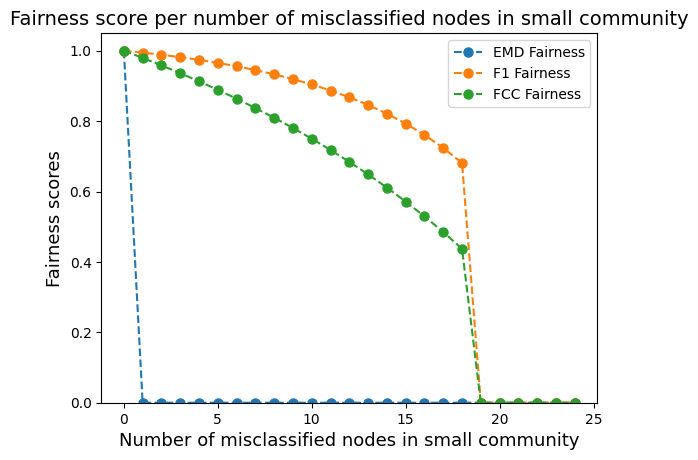 Fairness score per number of misclassified nodes in small community
1.0
0.8
0.6
0.4
0.2
0.0
Fairness scores
EMD Fairness
F1 Fairness
FCC Fairness
0 5 10 15 20 25
Number of misclassified nodes in small community